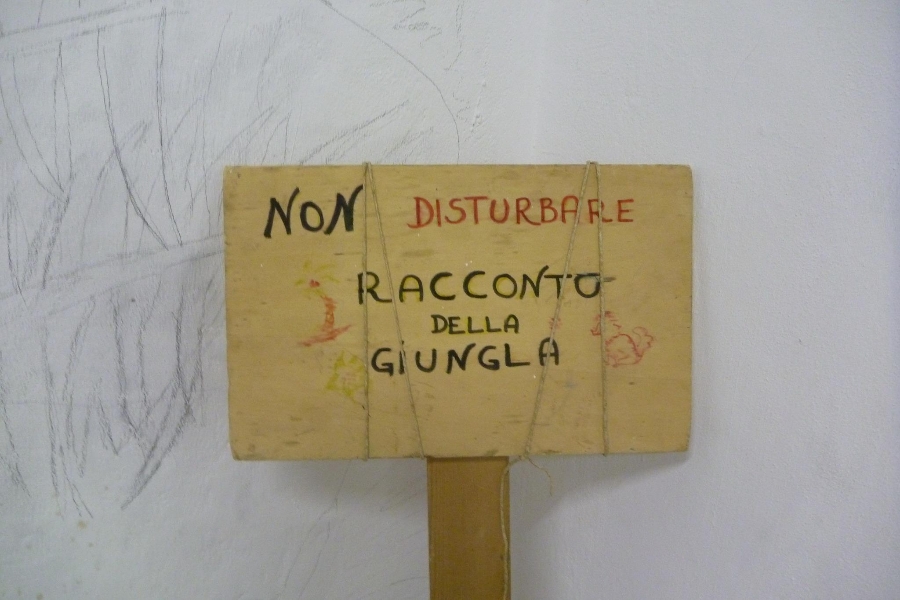 NON DISTURBARE
RACCONTO
DELLA
GIUNGLA